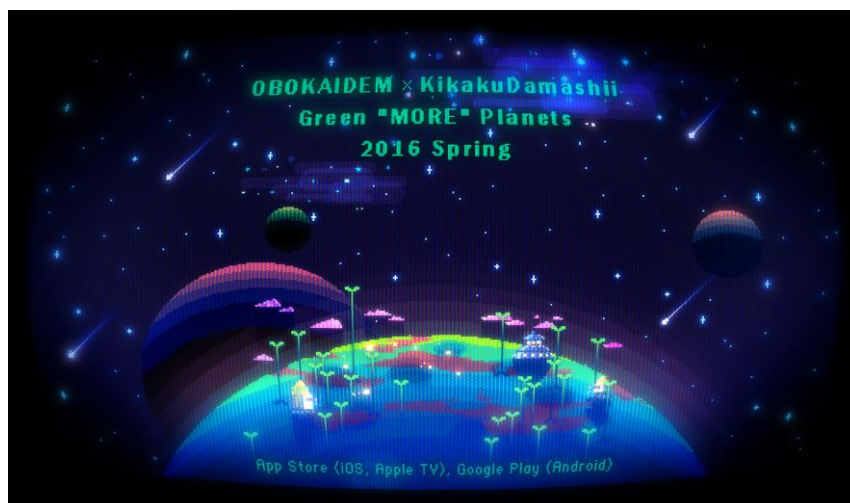 OBOKAIDEM x KikakuDamashii
Green "MORE" Planets
2016 Spring
App Store (iOS, Apple TV), Google Play (Android)